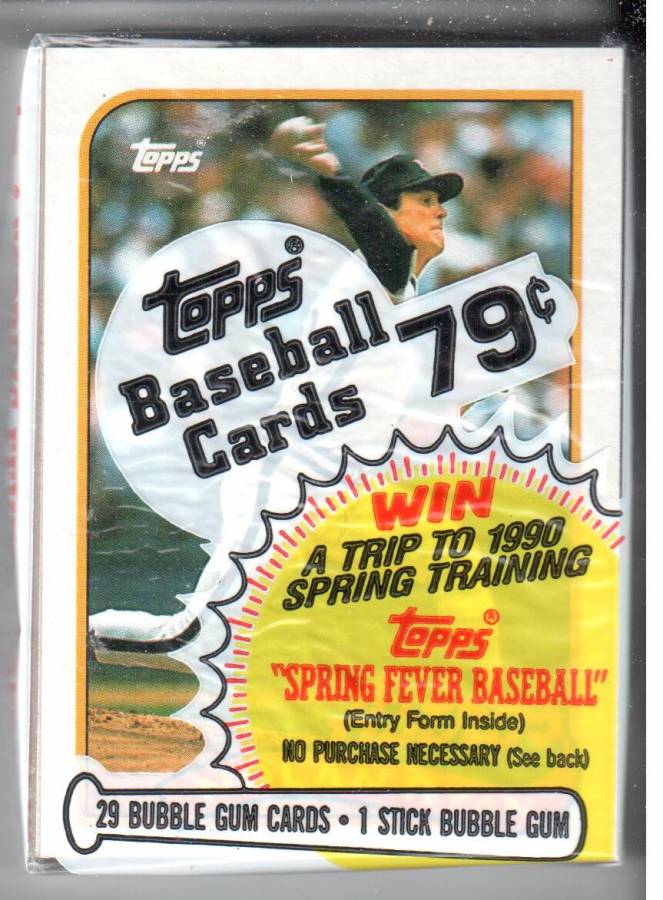 topps
topps®
Baseball
Cards
79¢
WIN
A TRIP TO 1990
SPRING TRAINING
topps®
"SPRING FEVER BASEBALL"
(Entry Form Inside)
NO PURCHASE NECESSARY (See back)
29 BUBBLE GUM CARDS • 1 STICK BUBBLE GUM